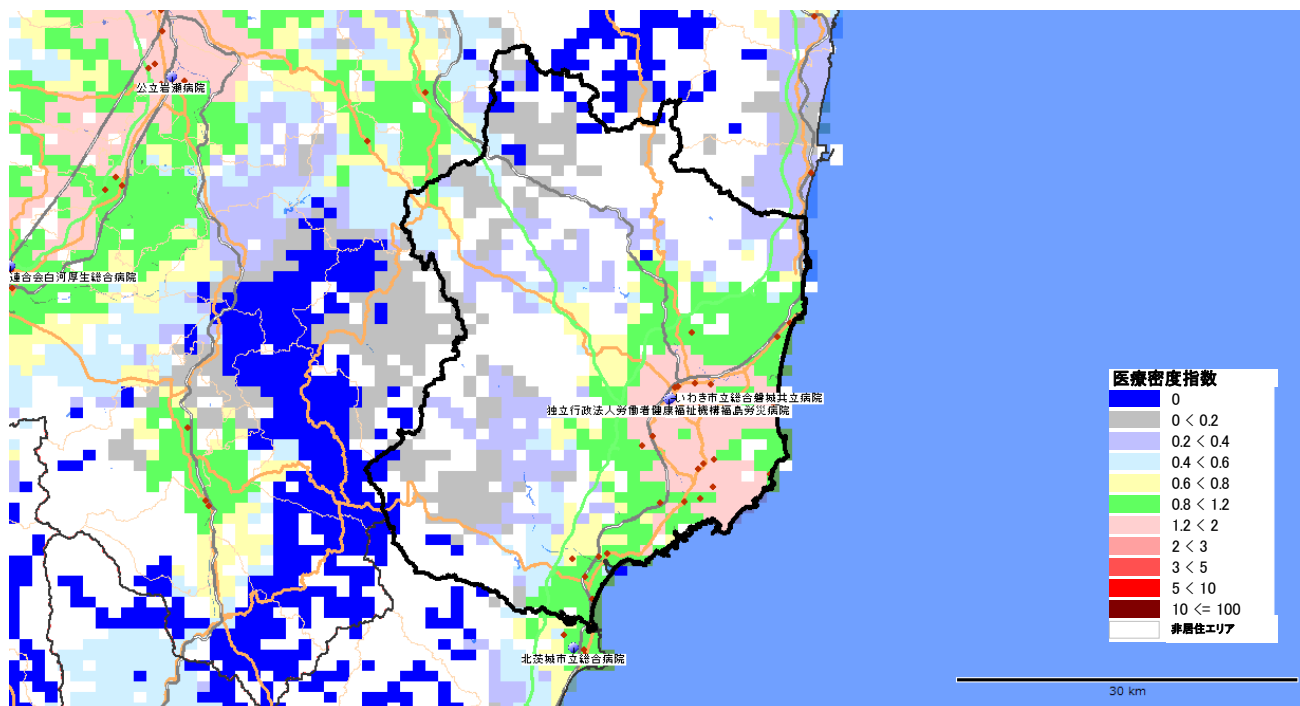 公立岩瀬病院
連合会白河厚生総合病院
いわき市立総合磐城共立病院
独立行政法人労働者健康福祉機構福島労災病院
北茨城市立総合病院
医療密度指数
0
0 < 0.2
0.2 < 0.4
0.4 < 0.6
0.6 < 0.8
0.8 < 1.2
1.2 < 2
2 < 3
3 < 5
5 < 10
10 <= 100
非居住エリア
30 km